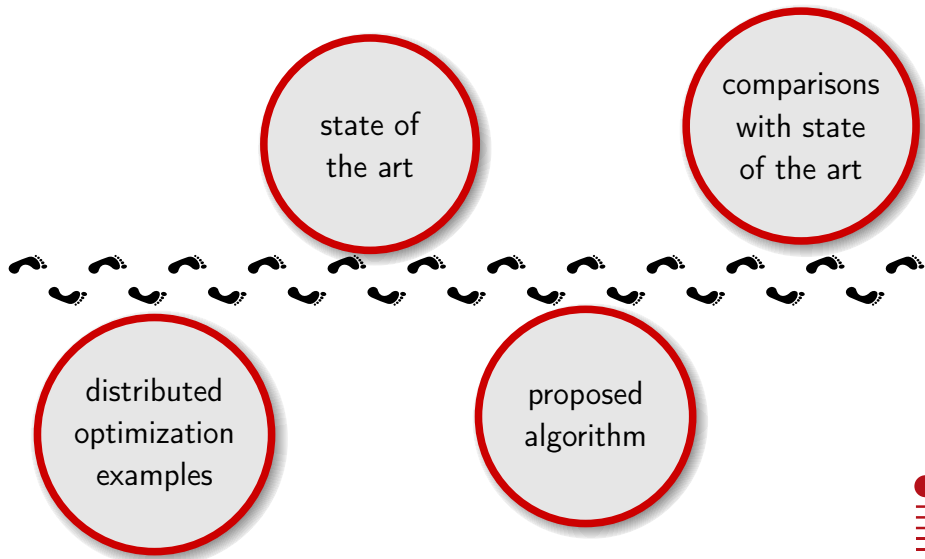 state of
the art
comparisons
with state
of the art
distributed
optimization
examples
proposed
algorithm